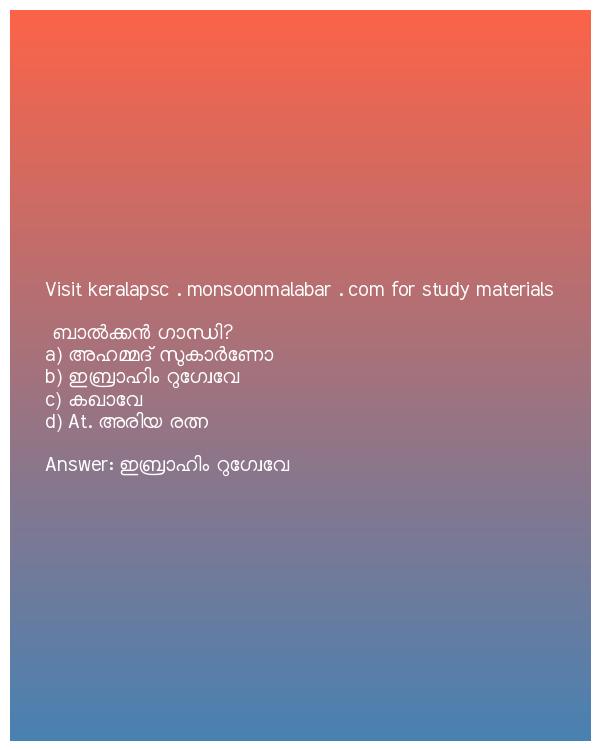 Visit keralapsc . monsoonmalabar . com for study materials
ബാൽക്കൻ ഗാന്ധി?
a) അഹമ്മദ് സുകാർണോ
b) ഇബ്രാഹിം റുഗ്വേവേ
c) കഖാവേ
d) At. അരിയ രത്ന
Answer: ഇബ്രാഹിം റുഗ്വേവേ